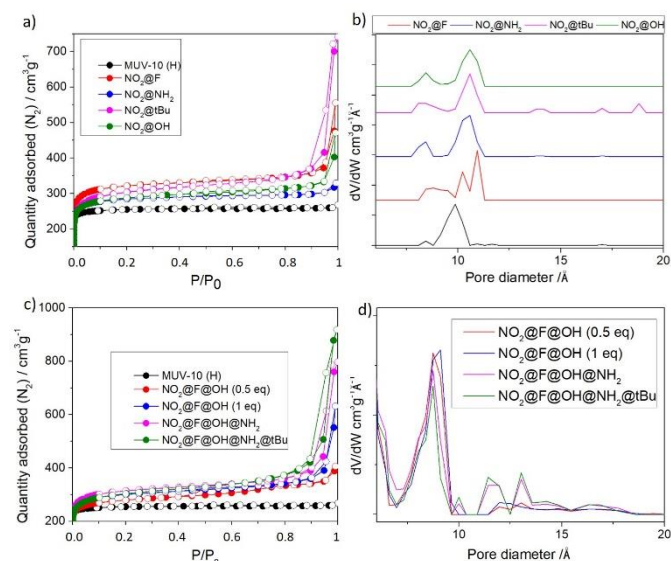 a)
Quantity adsorbed (N₂) / cm³g⁻¹
700
600
500
400
300
200
MUV-10 (H)
NO₂@F
NO₂@NH₂
NO₂@tBu
NO₂@OH
0.0 0.2 0.4 0.6 0.8 1
P/P₀
b)
NO₂@F NO₂@NH₂ NO₂@tBu NO₂@OH
dV/dW cm³g⁻¹Å⁻¹
10 15 20
Pore diameter /Å
c)
Quantity adsorbed (N₂) / cm³g⁻¹
1000
800
600
400
200
MUV-10 (H)
NO₂@F@OH (0.5 eq)
NO₂@F@OH (1 eq)
NO₂@F@OH@NH₂
NO₂@F@OH@NH₂@tBu
0.0 0.2 0.4 0.6 0.8 1
P/P₀
d)
NO₂@F@OH (0.5 eq)
NO₂@F@OH (1 eq)
NO₂@F@OH@NH₂
NO₂@F@OH@NH₂@tBu
dV/dW cm³g⁻¹Å⁻¹
10 15 20
Pore diameter /Å